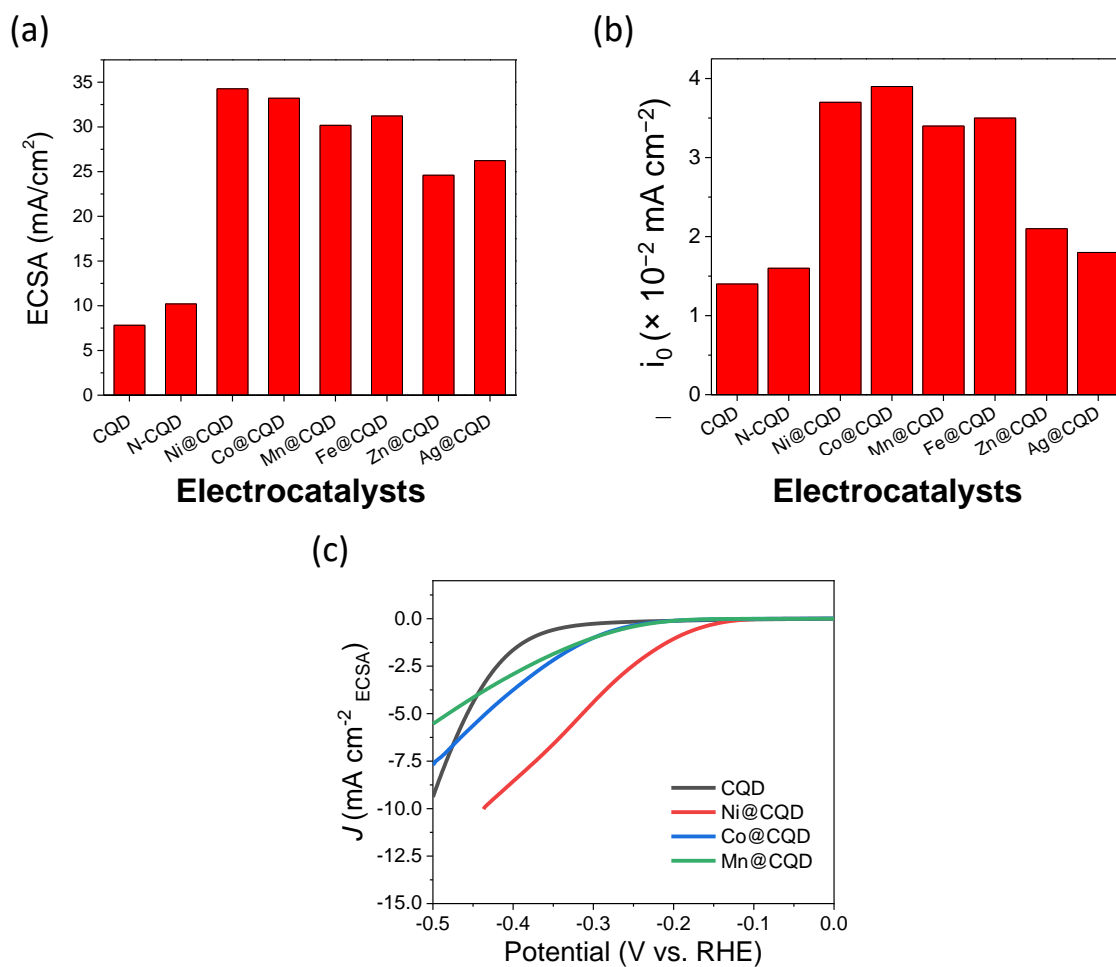 (a)
ECSA (mA/cm²)
35
30
25
20
15
10
5
0
CQD
N-CQD
Ni@CQD
Co@CQD
Mn@CQD
Fe@CQD
Zn@CQD
Ag@CQD
Electrocatalysts
(b)
i₀ (× 10⁻² mA cm⁻²
4
3
2
1
0
CQD
N-CQD
Ni@CQD
Co@CQD
Mn@CQD
Fe@CQD
Zn@CQD
Ag@CQD
Electrocatalysts
(c)
J (mA cm⁻² ECSA)
0.0
-2.5
-5.0
-7.5
-10.0
-12.5
-15.0
CQD
Ni@CQD
Co@CQD
Mn@CQD
-0.5 -0.4 -0.3 -0.2 -0.1 0.0
Potential (V vs. RHE)